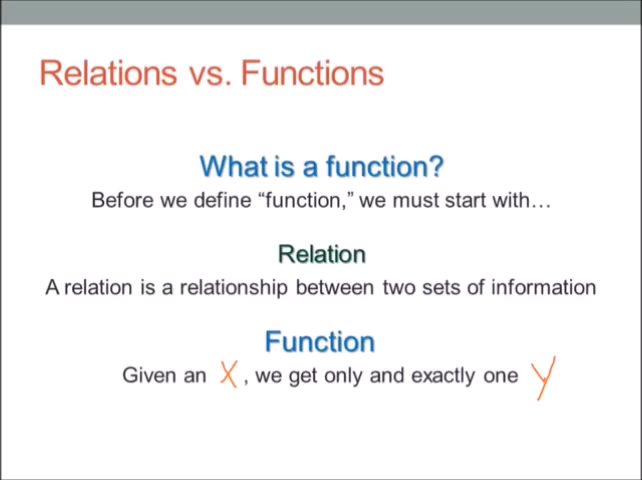 Relations vs. Functions
What is a function?
Before we define “function,” we must start with…
Relation
A relation is a relationship between two sets of information
Function
Given an X, we get only and exactly one y